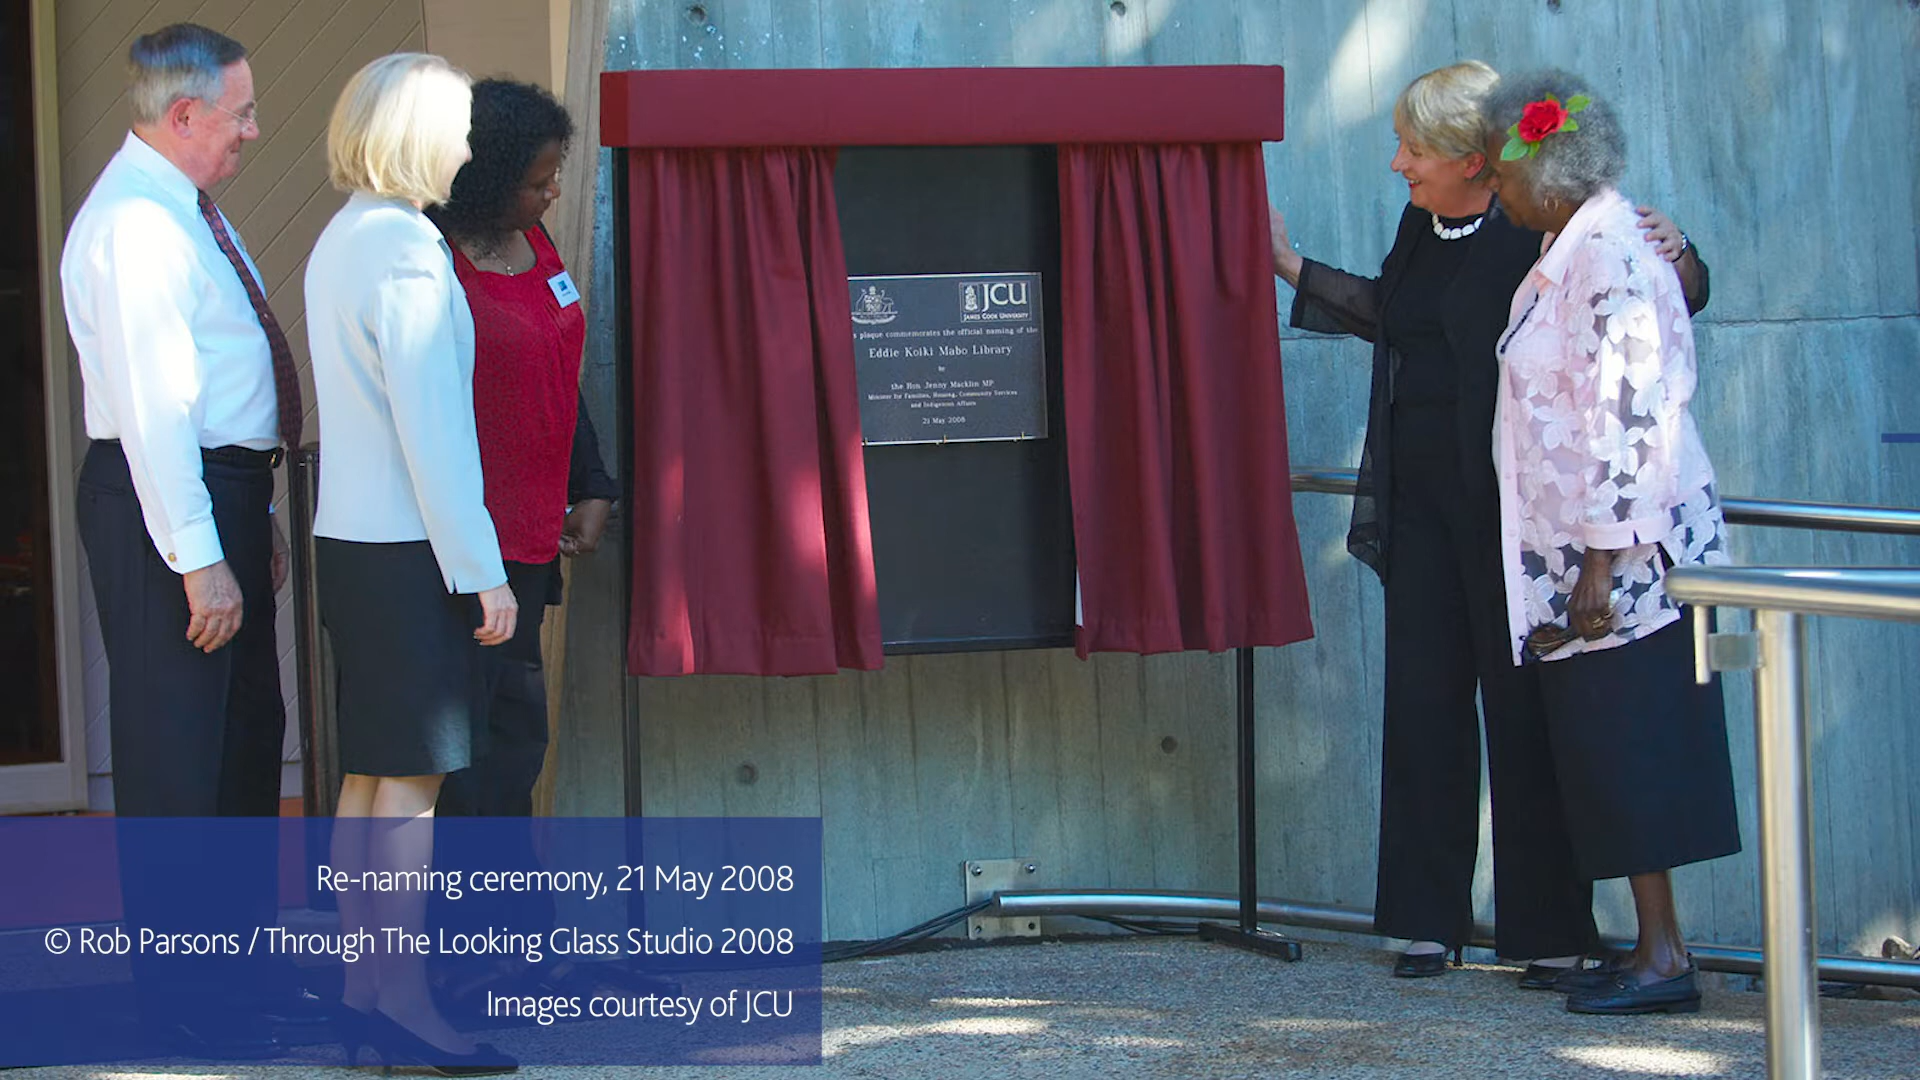 JCU
JAMES COOK UNIVERSITY
plaque commemorates the official naming of the
Eddie Koiki Mabo Library
by
the Hon Jenny Macklin MP
Minister for Families, Housing, Community Services
and Indigenous Affairs
21 May 2008
Re-naming ceremony, 21 May 2008
© Rob Parsons / Through The Looking Glass Studio 2008
Images courtesy of JCU